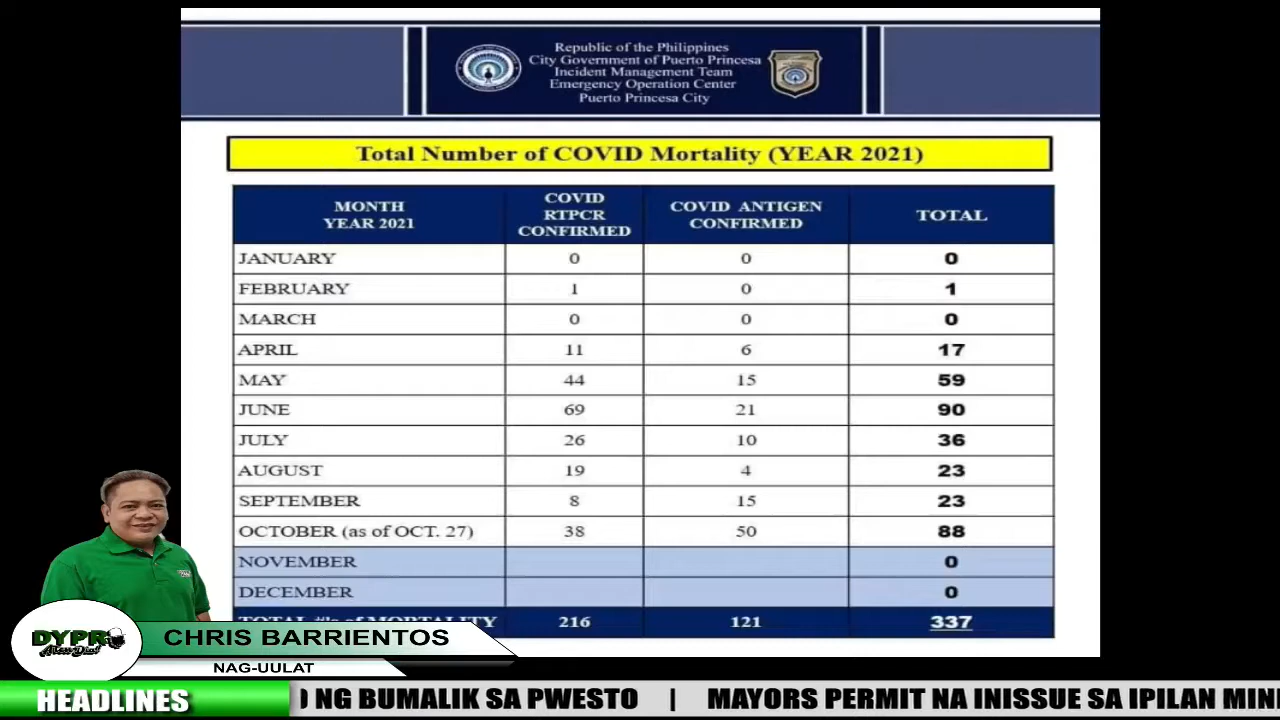 Republic of the Philippines
City Government of Puerto Princesa
Incident Management Team
Emergency Operation Center
Puerto Princesa City
Total Number of COVID Mortality (YEAR 2021)
MONTH YEAR 2021 COVID RTPCR CONFIRMED COVID ANTIGEN CONFIRMED TOTAL
JANUARY 0 0 0
FEBRUARY 1 0 1
MARCH 0 0 0
APRIL 11 6 17
MAY 44 15 59
JUNE 69 21 90
JULY 26 10 36
AUGUST 19 4 23
SEPTEMBER 8 15 23
OCTOBER (as of OCT. 27) 38 50 88
NOVEMBER 0
DECEMBER 0
TOTAL #'s of MORTALITY 216 121 337
DYPR
CHRIS BARRIENTOS
NAG-UULAT
HEADLINES NG BUMALIK SA PWESTO | MAYORS PERMIT NA INISSUE SA IPILAN